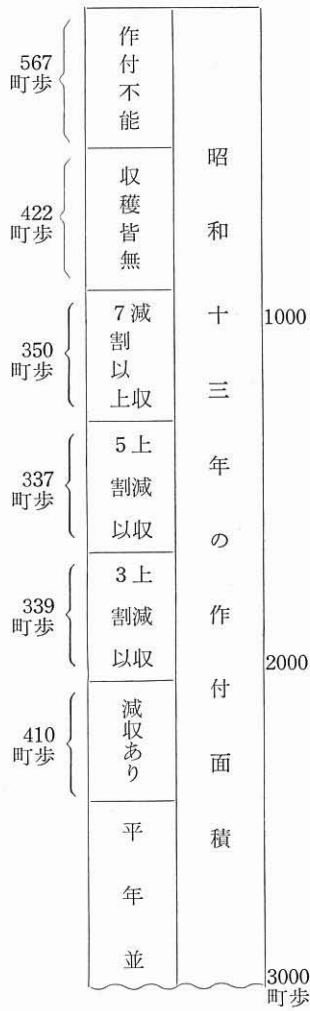 567
町歩
作付不能
422
町歩
収穫皆無
350
町歩
7割以上減収
337
町歩
5割以上減収
339
町歩
3割以上減収
410
町歩
減収あり
平年並
昭和十三年の作付面積
1000
2000
3000
町歩